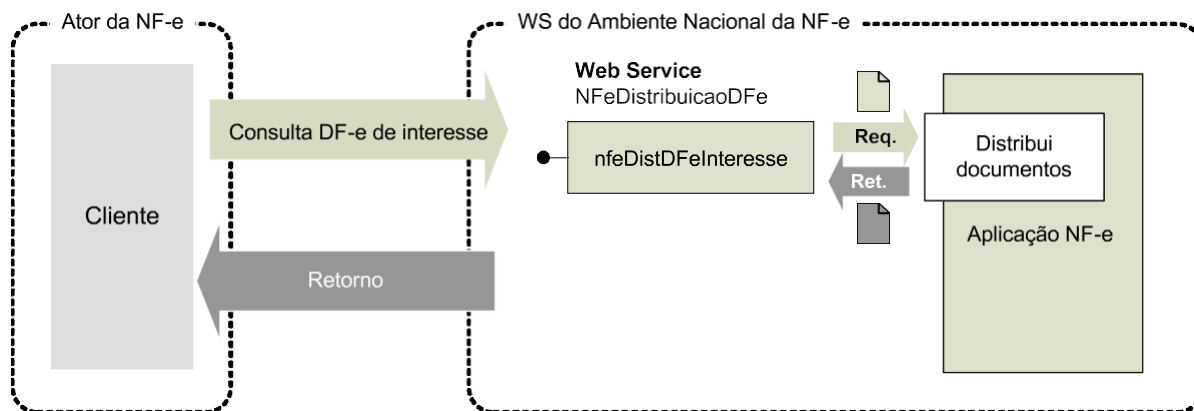 Ator da NF-e
WS do Ambiente Nacional da NF-e
Web Service
NFeDistribuicaoDFe
Consulta DF-e de interesse
nfeDistDFeInteresse
Req.
Ret.
Distribui
documentos
Cliente
Aplicação NF-e
Retorno